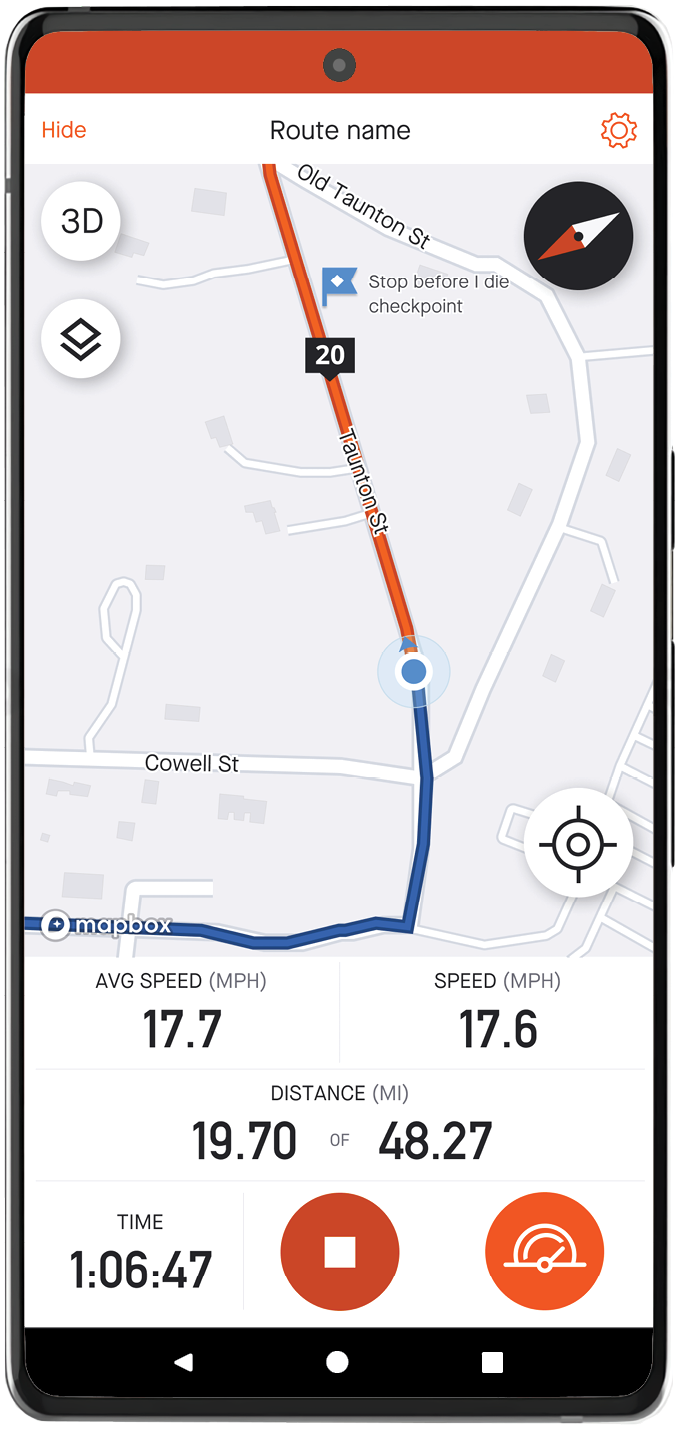 Hide
Route name
3D
Old Taunton St
Stop before I die
checkpoint
20
Taunton St
Cowell St
mapbox
AVG SPEED (MPH)
SPEED (MPH)
17.7
17.6
DISTANCE (MI)
19.70 OF 48.27
TIME
1:06:47